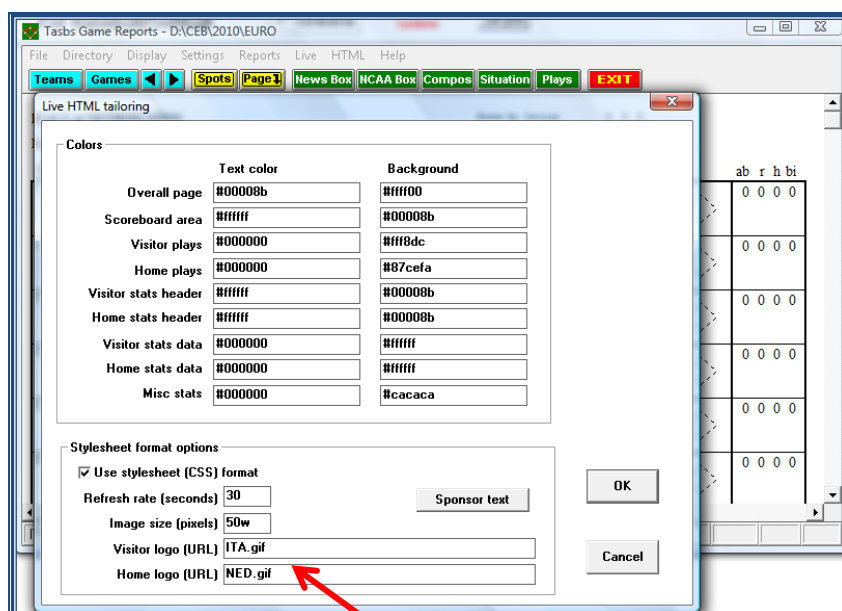 Tasbs Game Reports - D:\CEB\2010\EURO
File Directory Display Settings Reports Live HTML Help
Teams Games Spots Page News Box NCAA Box Compos Situation Plays EXIT
Live HTML tailoring
Colors
Text color Background
ab r h bi
Overall page #00008b #ffff00
0 0 0 0
Scoreboard area #ffffff #00008b
Visitor plays #000000 #fff8dc
0 0 0 0
Home plays #000000 #87cefa
Visitor stats header #ffffff #00008b
0 0 0 0
Home stats header #ffffff #00008b
Visitor stats data #000000 #ffffff
0 0 0 0
Home stats data #000000 #ffffff
Misc stats #000000 #cacaca
0 0 0 0
Stylesheet format options
0 0 0 0
Use stylesheet (CSS) format
Refresh rate (seconds) 30
Sponsor text
OK
Image size (pixels) 50w
Visitor logo (URL) ITA.gif
Cancel
Home logo (URL) NED.gif